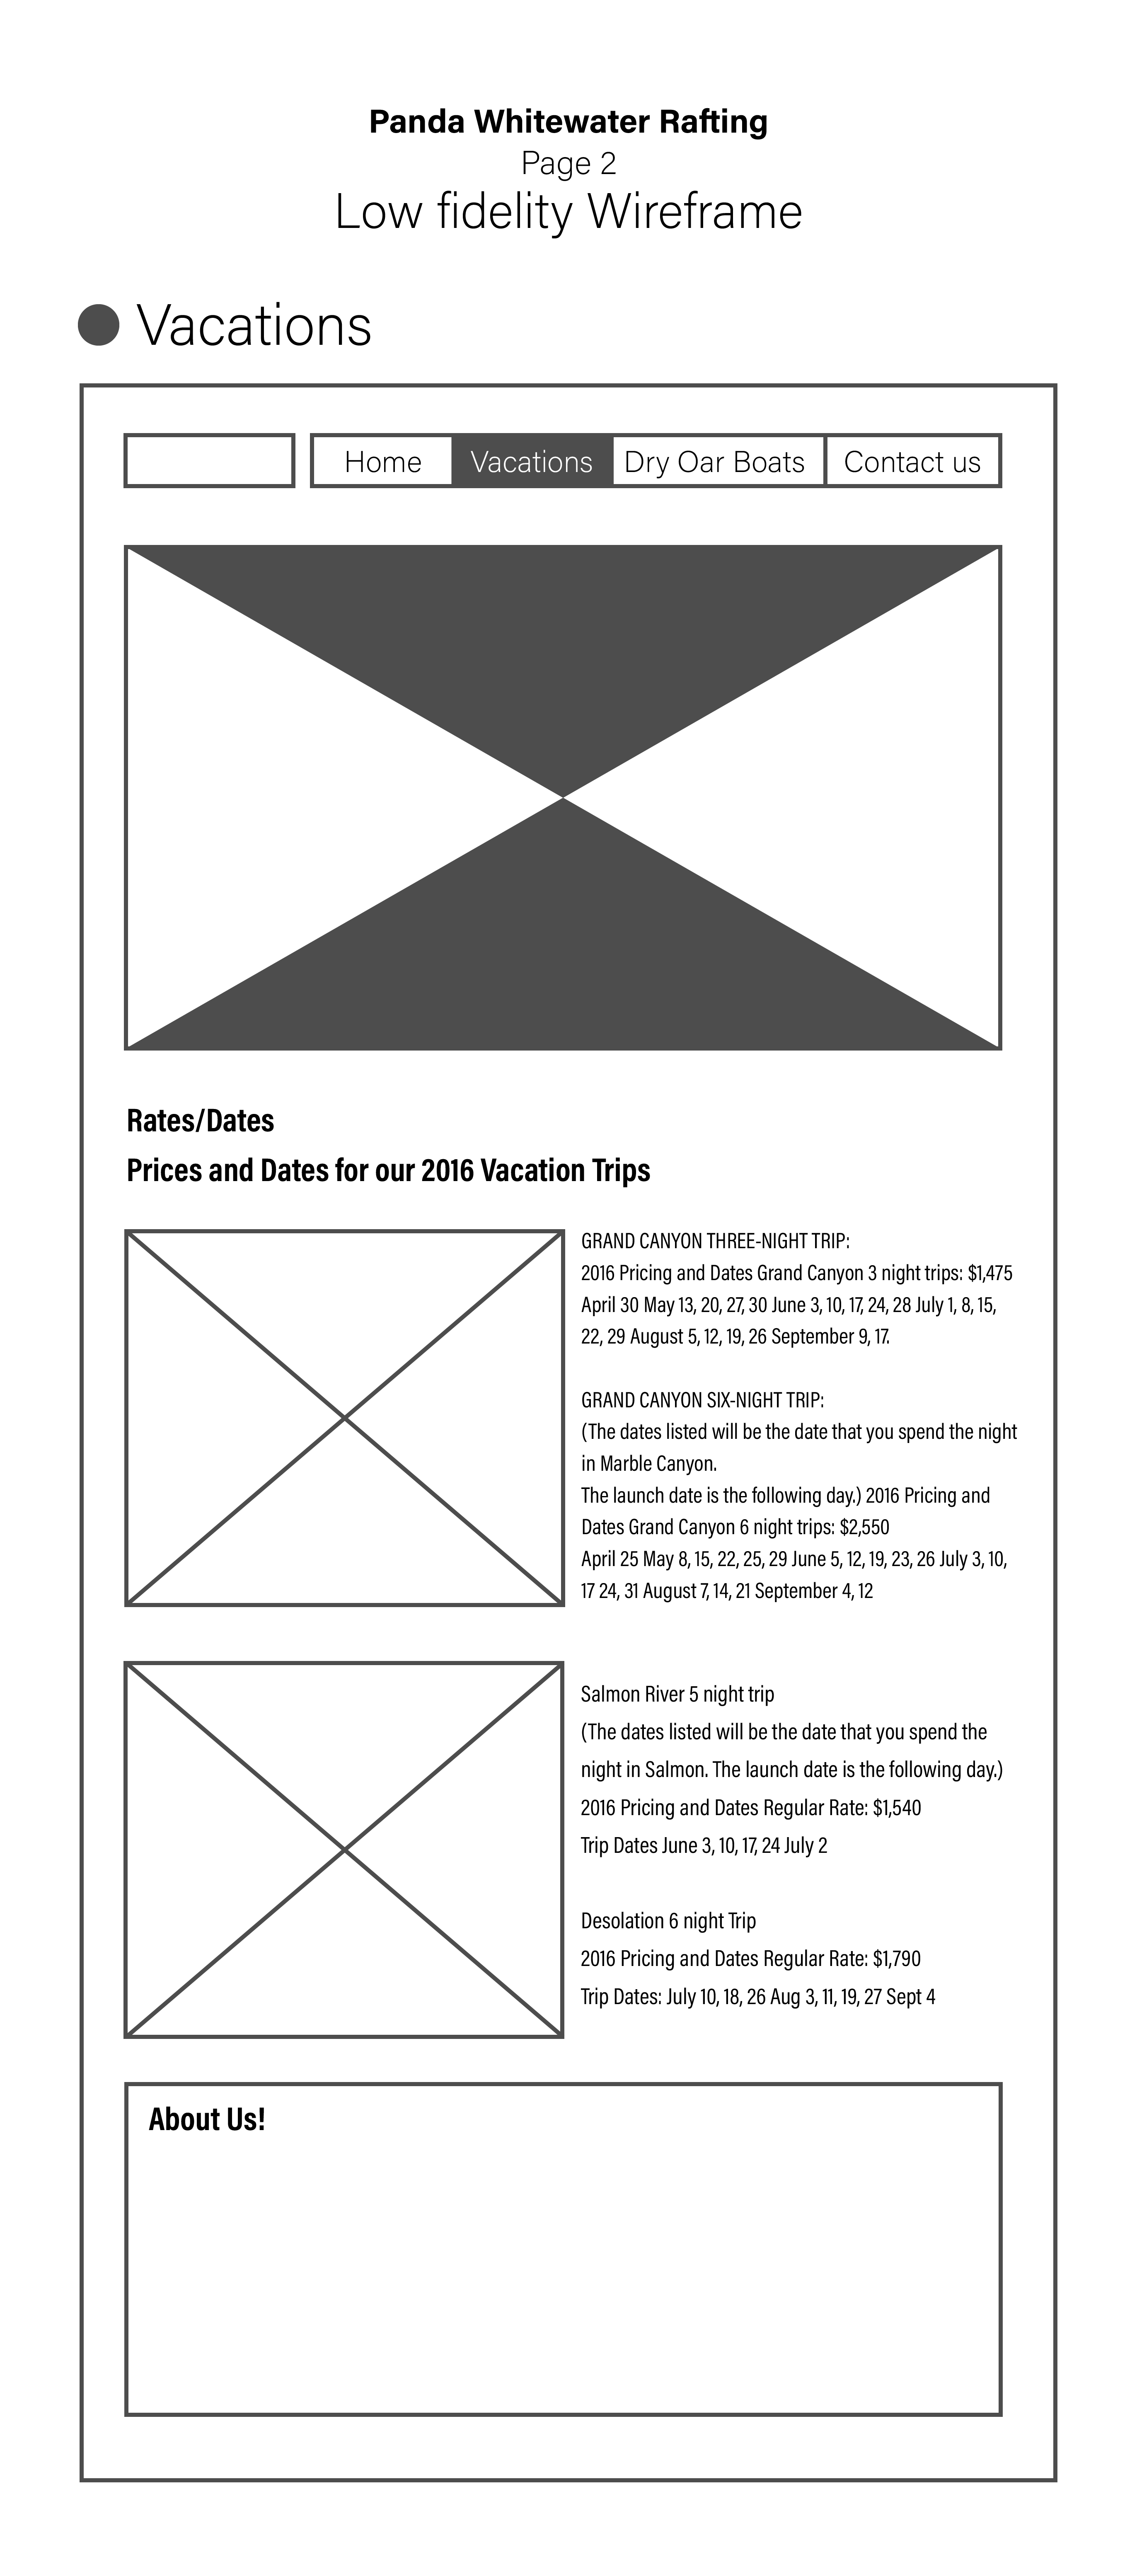 Panda Whitewater Rafting
Page 2
Low fidelity Wireframe
Vacations
Home Vacations Dry Oar Boats Contact us
Rates/Dates
Prices and Dates for our 2016 Vacation Trips
GRAND CANYON THREE-NIGHT TRIP:
2016 Pricing and Dates Grand Canyon 3 night trips: $1,475
April 30 May 13, 20, 27, 30 June 3, 10, 17, 24, 28 July 1, 8, 15,
22, 29 August 5, 12, 19, 26 September 9, 17.
GRAND CANYON SIX-NIGHT TRIP:
(The dates listed will be the date that you spend the night
in Marble Canyon.
The launch date is the following day.) 2016 Pricing and
Dates Grand Canyon 6 night trips: $2,550
April 25 May 8, 15, 22, 25, 29 June 5, 12, 19, 23, 26 July 3, 10,
17 24, 31 August 7, 14, 21 September 4, 12
Salmon River 5 night trip
(The dates listed will be the date that you spend the
night in Salmon. The launch date is the following day.)
2016 Pricing and Dates Regular Rate: $1,540
Trip Dates June 3, 10, 17, 24 July 2
Desolation 6 night Trip
2016 Pricing and Dates Regular Rate: $1,790
Trip Dates: July 10, 18, 26 Aug 3, 11, 19, 27 Sept 4
About Us!